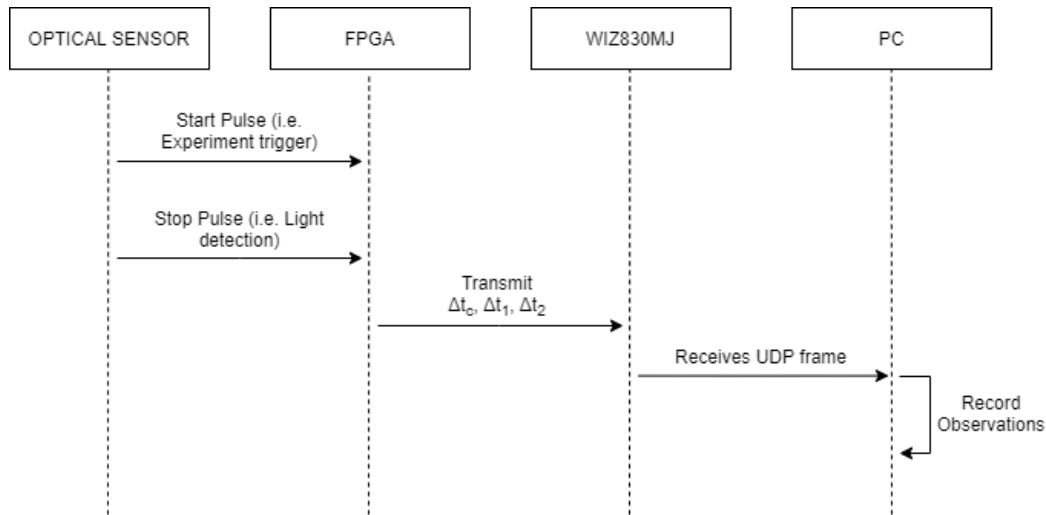 OPTICAL SENSOR
FPGA
WIZ830MJ
PC
Start Pulse (i.e.
Experiment trigger)
Stop Pulse (i.e. Light
detection)
Transmit
Δt꜀, Δt₁, Δt₂
Receives UDP frame
Record
Observations